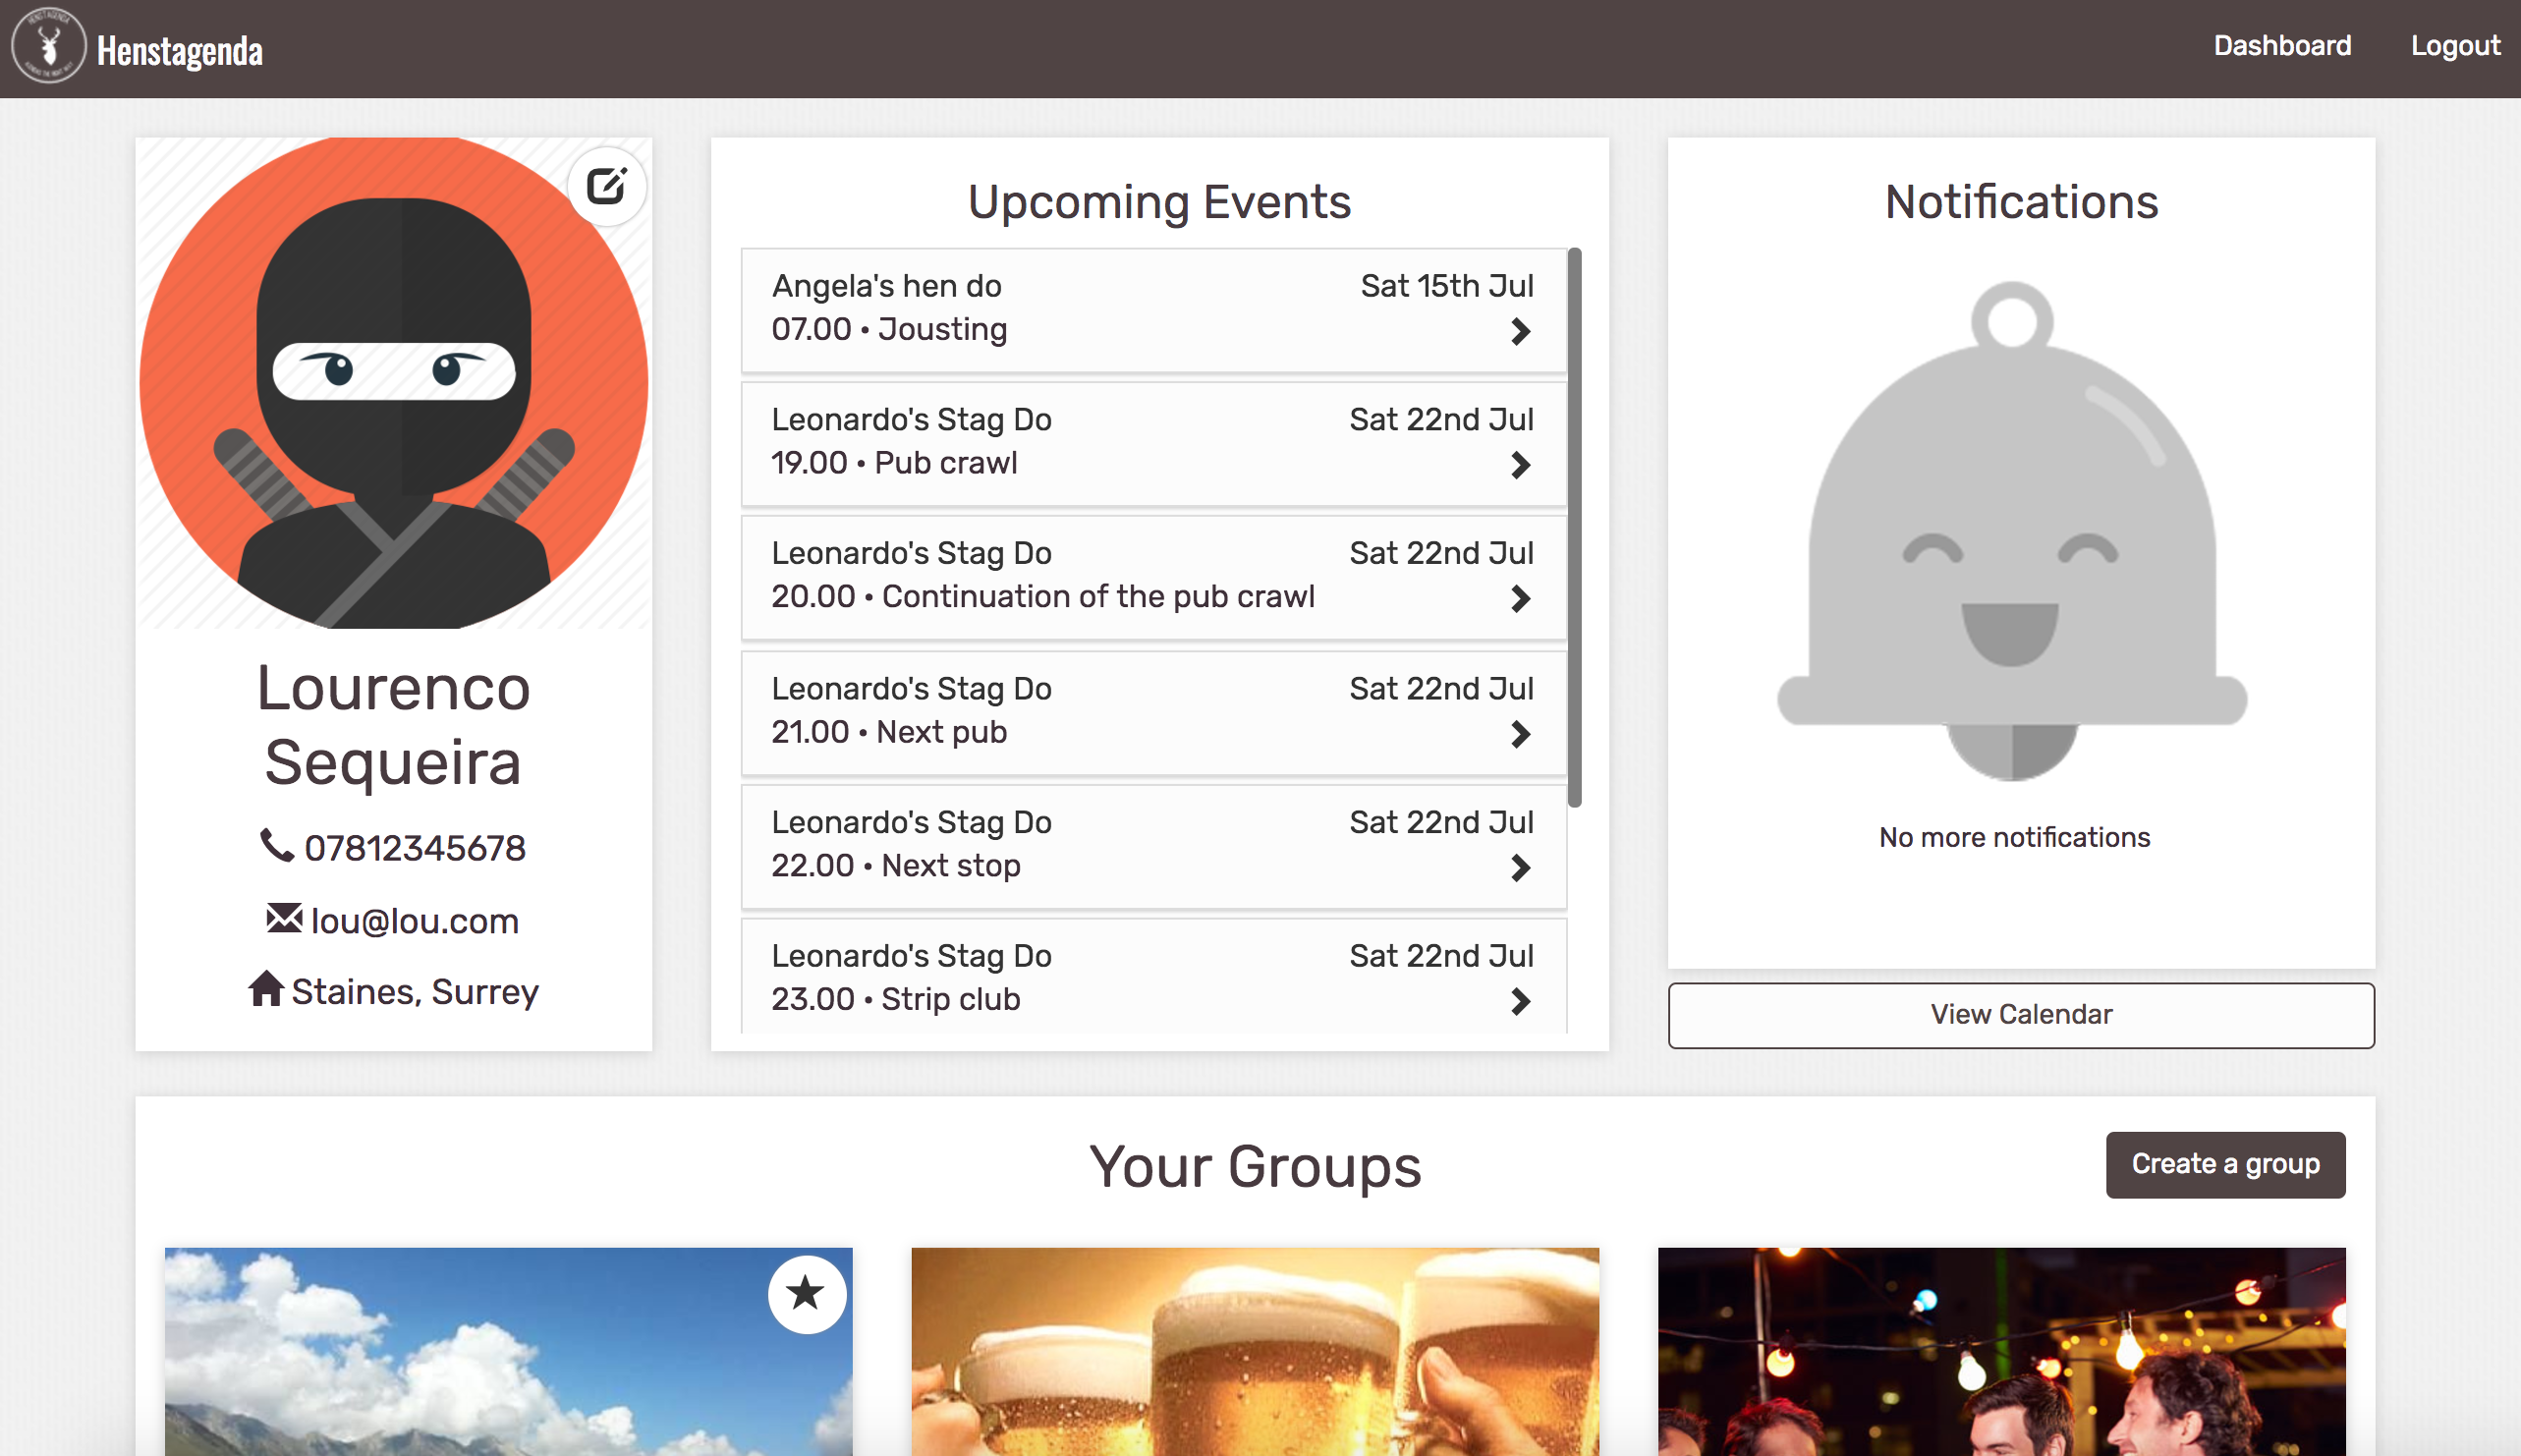 HENSTAGENDA
Henstagenda
Dashboard
Logout
Lourenco
Sequeira
07812345678
lou@lou.com
Staines, Surrey
Upcoming Events
Angela's hen do
Sat 15th Jul
07.00 • Jousting
Leonardo's Stag Do
Sat 22nd Jul
19.00 • Pub crawl
Leonardo's Stag Do
Sat 22nd Jul
20.00 • Continuation of the pub crawl
Leonardo's Stag Do
Sat 22nd Jul
21.00 • Next pub
Leonardo's Stag Do
Sat 22nd Jul
22.00 • Next stop
Leonardo's Stag Do
Sat 22nd Jul
23.00 • Strip club
Notifications
No more notifications
View Calendar
Your Groups
Create a group